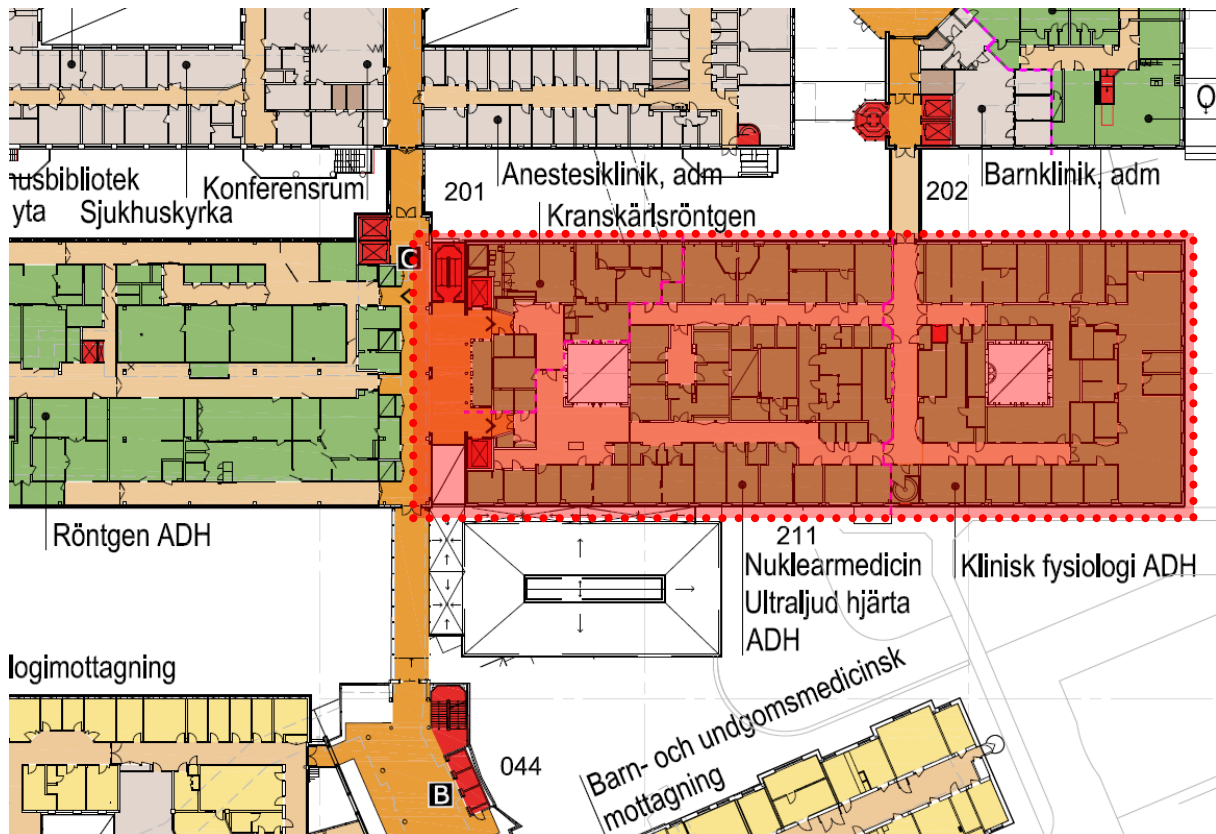 usbibliotek
yta
Sjukhuskyrka
Konferensrum
201
Anestesiklinik, adm
Kranskärlsröntgen
202
Barnklinik, adm
C
Röntgen ADH
211
Nuklearmedicin
Ultraljud hjärta
ADH
Klinisk fysiologi ADH
logimottagning
044
B
Barn- och undgomsmedicinsk
mottagning